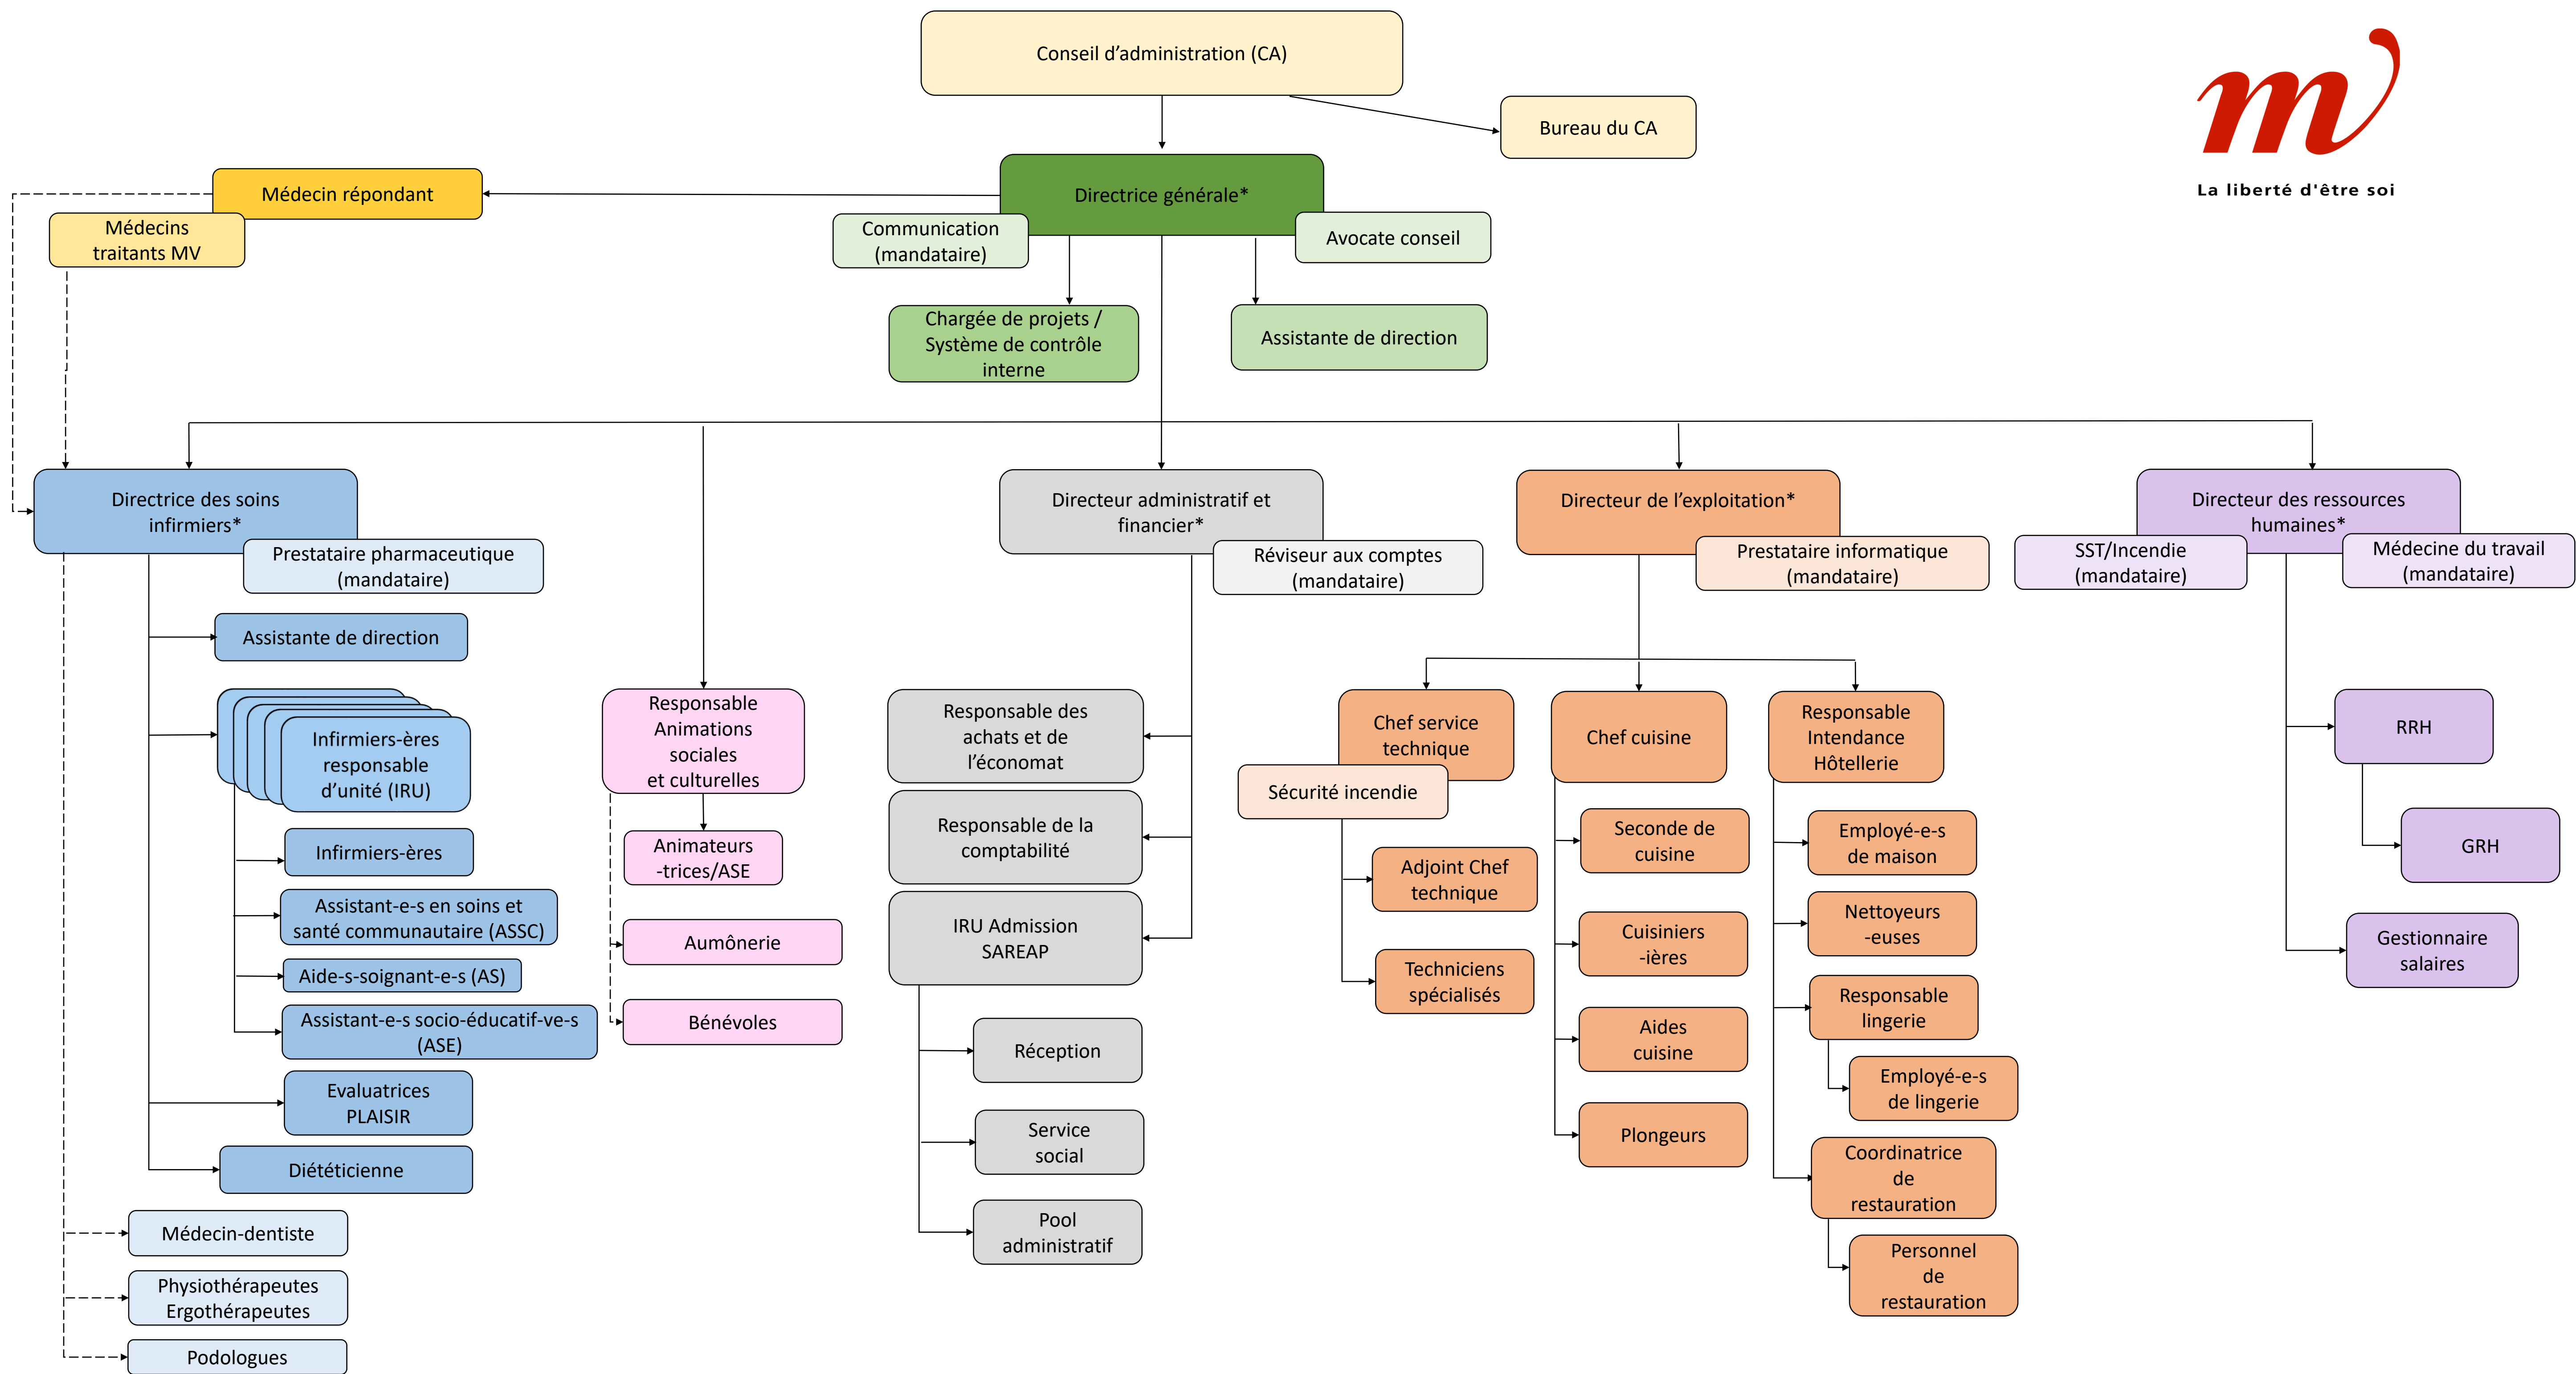 Conseil d’administration (CA)
Bureau du CA
La liberté d'être soi
Médecin répondant
Médecins
traitants MV
Directrice générale*
Communication
(mandataire)
Avocate conseil
Chargée de projets /
Système de contrôle
interne
Assistante de direction
Directrice des soins
infirmiers*
Prestataire pharmaceutique
(mandataire)
Assistante de direction
Infirmiers-ères
responsable
d’unité (IRU)
Infirmiers-ères
Assistant-e-s en soins et
santé communautaire (ASSC)
Aide-s-soignant-e-s (AS)
Assistant-e-s socio-éducatif-ve-s
(ASE)
Evaluatrices
PLAISIR
Diététicienne
Médecin-dentiste
Physiothérapeutes
Ergothérapeutes
Podologues
Responsable
Animations
sociales
et culturelles
Animateurs
-trices/ASE
Aumônerie
Bénévoles
Directeur administratif et
financier*
Réviseur aux comptes
(mandataire)
Responsable des
achats et de
l’économat
Responsable de la
comptabilité
IRU Admission
SAREAP
Réception
Service
social
Pool
administratif
Directeur de l’exploitation*
Prestataire informatique
(mandataire)
Chef service
technique
Sécurité incendie
Adjoint Chef
technique
Techniciens
spécialisés
Chef cuisine
Seconde de
cuisine
Cuisiniers
-ières
Aides
cuisine
Plongeurs
Responsable
Intendance
Hôtellerie
Employé-e-s
de maison
Nettoyeurs
-euses
Responsable
lingerie
Employé-e-s
de lingerie
Coordinatrice
de
restauration
Personnel
de
restauration
Directeur des ressources
humaines*
SST/Incendie
(mandataire)
Médecine du travail
(mandataire)
RRH
GRH
Gestionnaire
salaires